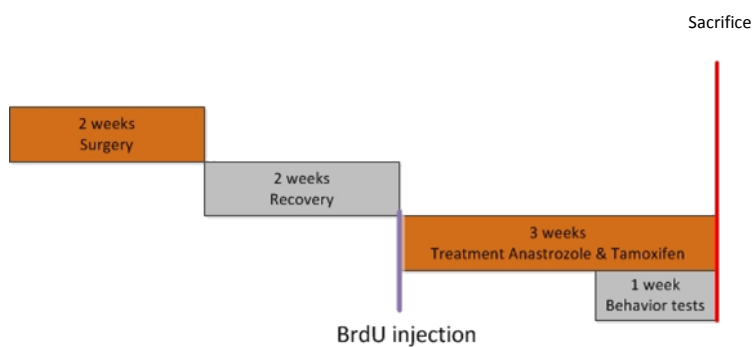 Sacrifice
2 weeks
Surgery
2 weeks
Recovery
3 weeks
Treatment Anastrozole & Tamoxifen
1 week
Behavior tests
BrdU injection